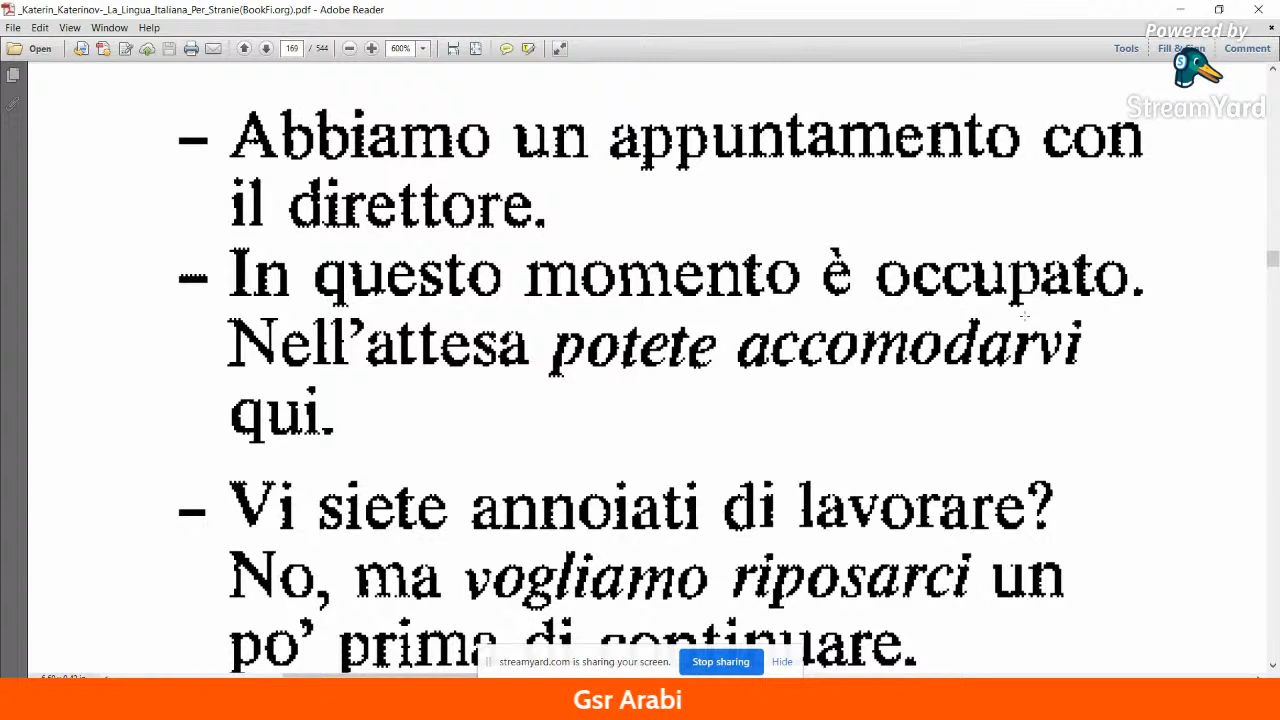 _Katerin_Katerinov-_La_Lingua_Italiana_Per_Stranie(BookFi.org).pdf - Adobe Reader
File Edit View Window Help
Powered by
Open 169 / 544 600% Tools Fill & Sign Comment
StreamYard
– Abbiamo un appuntamento con
il direttore.
– In questo momento è occupato.
Nell'attesa potete accomodarvi
qui.
– Vi siete annoiati di lavorare?
No, ma vogliamo riposarci un
po' prima di continuare.
streamyard.com is sharing your screen. Stop sharing Hide
Gsr Arabi